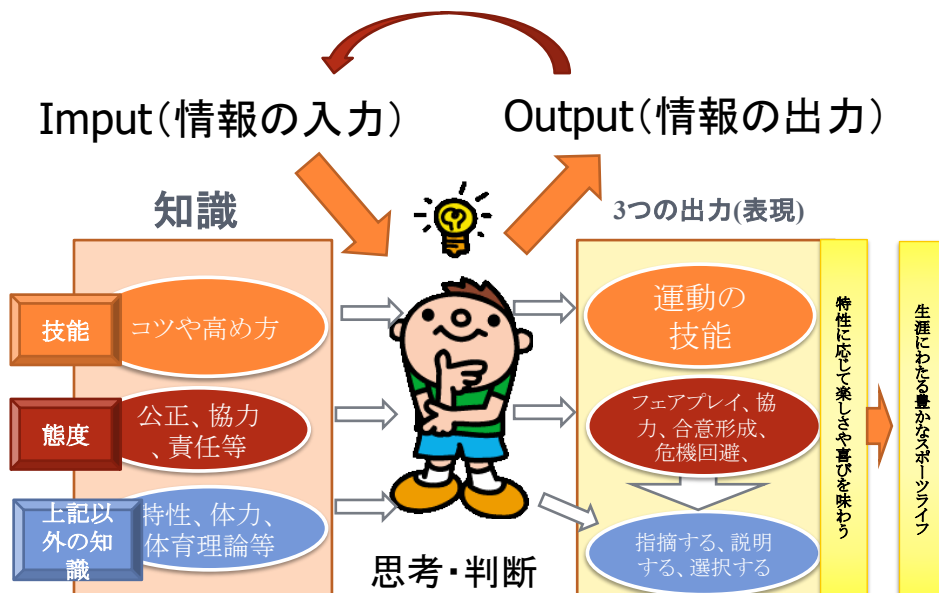 Imput(情報の入力)
Output(情報の出力)
知識
3つの出力(表現)
技能
コツや高め方
運動の
技能
態度
公正、協力
、責任等
フェアプレイ、協
力、合意形成、
危機回避、
上記以
外の知
識
特性、体力、
体育理論等
指摘する、説明
する、選択する
思考・判断
特性に応じて楽しさや喜びを味わう
生涯にわたる豊かなスポーツライフ